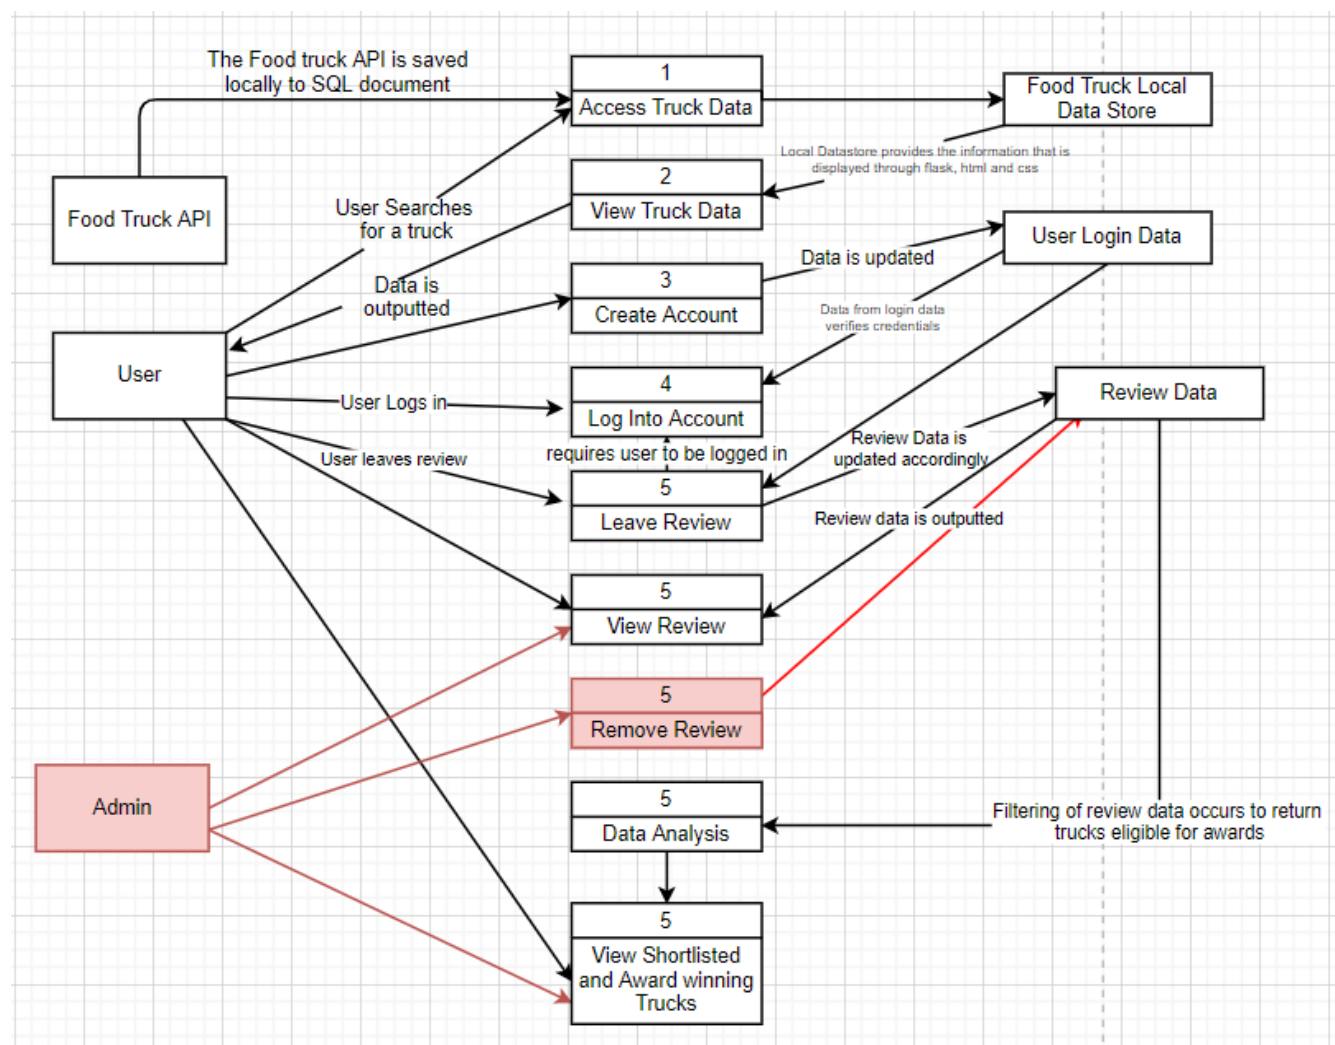 The Food truck API is saved
locally to SQL document
1
Access Truck Data
Food Truck Local
Data Store
Local Datastore provides the information that is
displayed through flask, html and css
2
View Truck Data
Food Truck API
User Searches
for a truck
User Login Data
Data is updated
3
Create Account
Data is
outputted
Data from login data
verifies credentials
User
4
Log Into Account
User Logs in
Review Data
requires user to be logged in
Review Data is
updated accordingly
User leaves review
5
Leave Review
Review data is outputted
5
View Review
5
Remove Review
Admin
5
Data Analysis
Filtering of review data occurs to return
trucks eligible for awards
5
View Shortlisted
and Award winning
Trucks